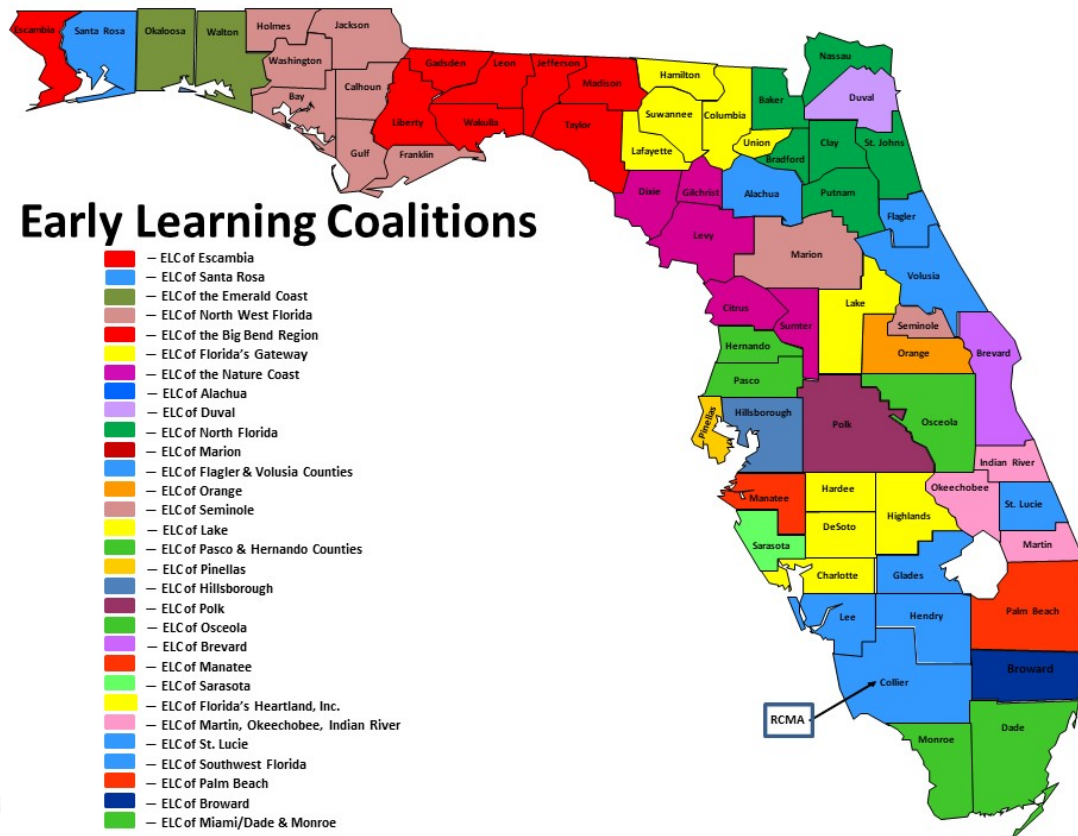 Escambia
Santa Rosa
Okaloosa
Walton
Holmes
Jackson
Washington
Bay
Calhoun
Gulf
Franklin
Gadsden
Leon
Jefferson
Madison
Liberty
Wakulla
Taylor
Hamilton
Suwannee
Columbia
Lafayette
Union
Baker
Nassau
Duval
Bradford
Clay
St. Johns
Putnam
Dixie
Gilchrist
Alachua
Levy
Marion
Flagler
Volusia
Citrus
Sumter
Lake
Seminole
Orange
Brevard
Hernando
Pasco
Pinellas
Hillsborough
Polk
Osceola
Indian River
Okeechobee
St. Lucie
Manatee
Hardee
Highlands
DeSoto
Sarasota
Martin
Charlotte
Glades
Lee
Hendry
Palm Beach
Broward
Collier
RCMA
Monroe
Dade
Early Learning Coalitions
– ELC of Escambia
– ELC of Santa Rosa
– ELC of the Emerald Coast
– ELC of North West Florida
– ELC of the Big Bend Region
– ELC of Florida's Gateway
– ELC of the Nature Coast
– ELC of Alachua
– ELC of Duval
– ELC of North Florida
– ELC of Marion
– ELC of Flagler & Volusia Counties
– ELC of Orange
– ELC of Seminole
– ELC of Lake
– ELC of Pasco & Hernando Counties
– ELC of Pinellas
– ELC of Hillsborough
– ELC of Polk
– ELC of Osceola
– ELC of Brevard
– ELC of Manatee
– ELC of Sarasota
– ELC of Florida's Heartland, Inc.
– ELC of Martin, Okeechobee, Indian River
– ELC of St. Lucie
– ELC of Southwest Florida
– ELC of Palm Beach
– ELC of Broward
– ELC of Miami/Dade & Monroe